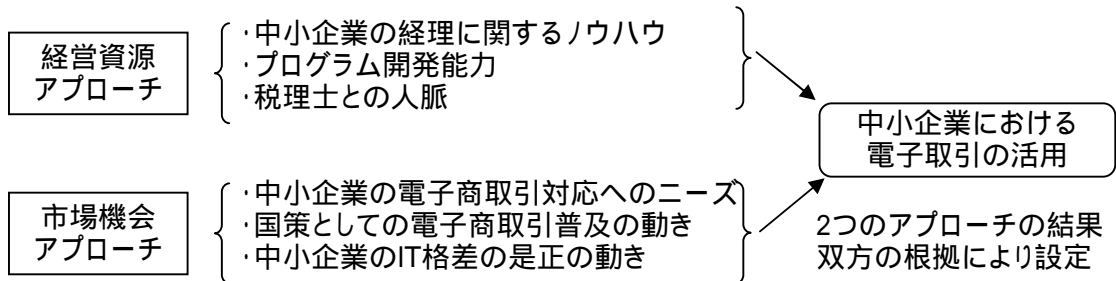 経営資源
アプローチ
・中小企業の経理に関するノウハウ
・プログラム開発能力
・税理士との人脈
市場機会
アプローチ
・中小企業の電子商取引対応へのニーズ
・国策としての電子商取引普及の動き
・中小企業のIT格差の是正の動き
中小企業における
電子取引の活用
2つのアプローチの結果
双方の根拠により設定